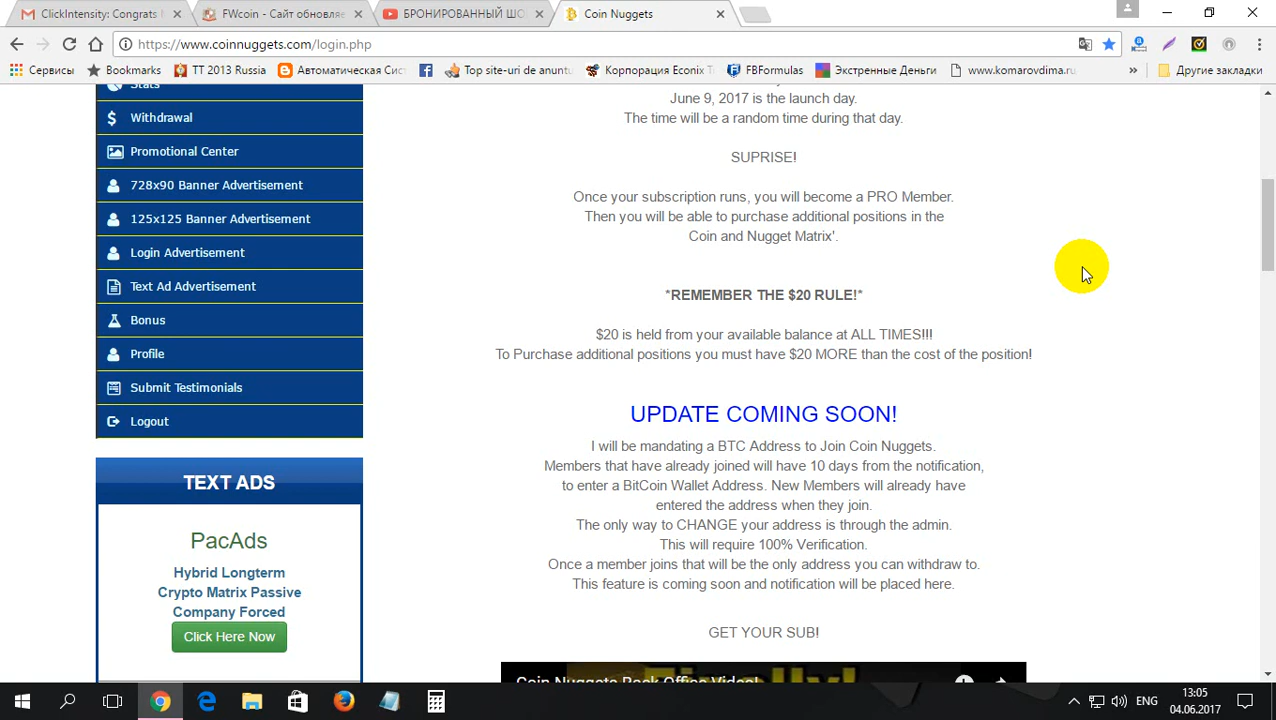 ClickIntensity: Congrats
FWcoin - Сайт обновляе
БРОНИРОВАННЫЙ ШО
Coin Nuggets
https://www.coinnuggets.com/login.php
Сервисы
Bookmarks
TT 2013 Russia
Автоматическая Сис
Top site-uri de anuntu
Корпорация Econix
FBFormulas
Экстренные Деньги
www.komarovdima.ru
»
Другие закладки
Stats
Withdrawal
Promotional Center
728x90 Banner Advertisement
125x125 Banner Advertisement
Login Advertisement
Text Ad Advertisement
Bonus
Profile
Submit Testimonials
Logout
TEXT ADS
PacAds
Hybrid Longterm
Crypto Matrix Passive
Company Forced
Click Here Now
June 9, 2017 is the launch day.
The time will be a random time during that day.
SUPRISE!
Once your subscription runs, you will become a PRO Member.
Then you will be able to purchase additional positions in the
Coin and Nugget Matrix'.
*REMEMBER THE $20 RULE!*
$20 is held from your available balance at ALL TIMES!!!
To Purchase additional positions you must have $20 MORE than the cost of the position!
UPDATE COMING SOON!
I will be mandating a BTC Address to Join Coin Nuggets.
Members that have already joined will have 10 days from the notification,
to enter a BitCoin Wallet Address. New Members will already have
entered the address when they join.
The only way to CHANGE your address is through the admin.
This will require 100% Verification.
Once a member joins that will be the only address you can withdraw to.
This feature is coming soon and notification will be placed here.
GET YOUR SUB!
Coin Nuggets Back Office Video!
ENG
13:05
04.06.2017